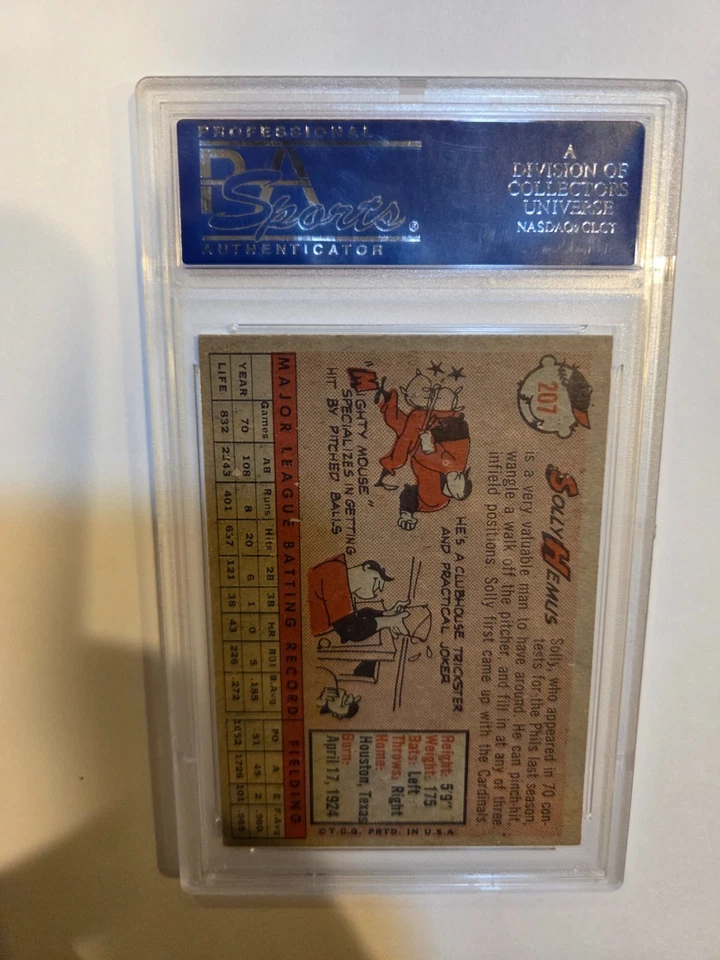 PROFESSIONAL
PSA
Sports®
AUTHENTICATOR
A
DIVISION OF
COLLECTORS
UNIVERSE
NASDAQ: CLCT
207
SOLLY HEMUS
Solly, who appeared in 70 con-
tests for the Phils last season,
is a very valuable man to have around. He can pinch-hit,
wangle a walk off the pitcher, and fill in at any of three
infield positions. Solly first came up with the Cardinals.
"MIGHTY MOUSE"
SPECIALIZES IN GETTING
HIT BY PITCHED BALLS
HE'S A CLUBHOUSE TRICKSTER
AND PRACTICAL JOKER
Height: 5'9"
Weight: 175
Bats: Left
Throws: Right
Home:
Houston, Texas
Born:
April 17, 1924
©T.C.G. PRTD. IN U.S.A.
MAJOR LEAGUE BATTING RECORD FIELDING
Games AB Runs Hits 2B 3B HR RBI B.Avg. PO A E F.Avg.
YEAR 70 108 8 20 6 1 0 5 .185 51 49 2 .980
LIFE 832 401 657 121 38 43 226 .272 1726 101 .965